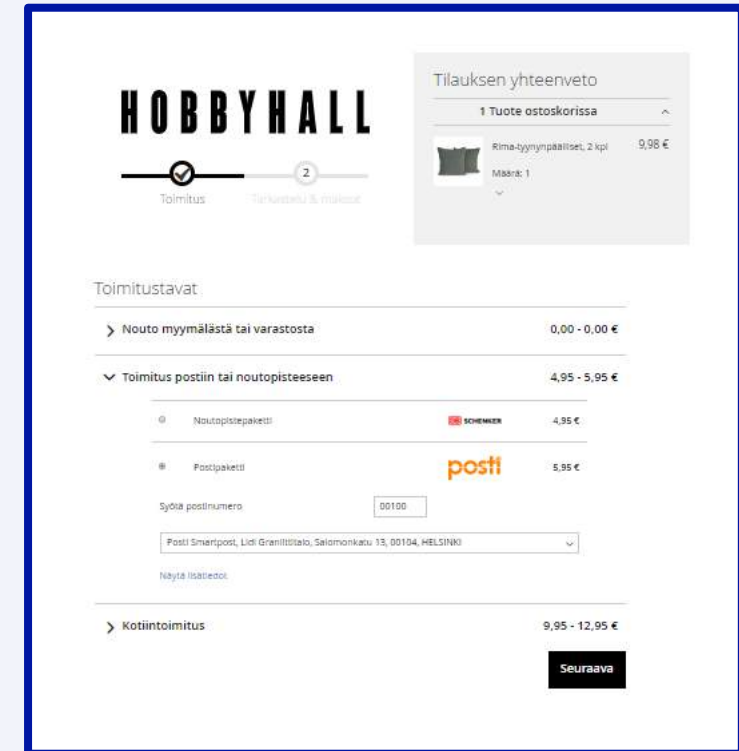 HOBBYHALL
2
Toimitus
Tarkastelu & maksut
Tilauksen yhteenveto
1 Tuote ostoskorissa
Rima-tyynynpäälliset, 2 kpl 9,98 €
Määrä: 1
Toimitustavat
Nouto myymälästä tai varastosta 0,00 - 0,00 €
Toimitus postiin tai noutopisteeseen 4,95 - 5,95 €
Noutopistepaketti DB SCHENKER 4,95 €
Postipaketti posti 5,95 €
Syötä postinumero 00100
Posti Smartpost, Lidl Graniittitalo, Salomonkatu 13, 00104, HELSINKI
Näytä lisätiedot
Kotiintoimitus 9,95 - 12,95 €
Seuraava